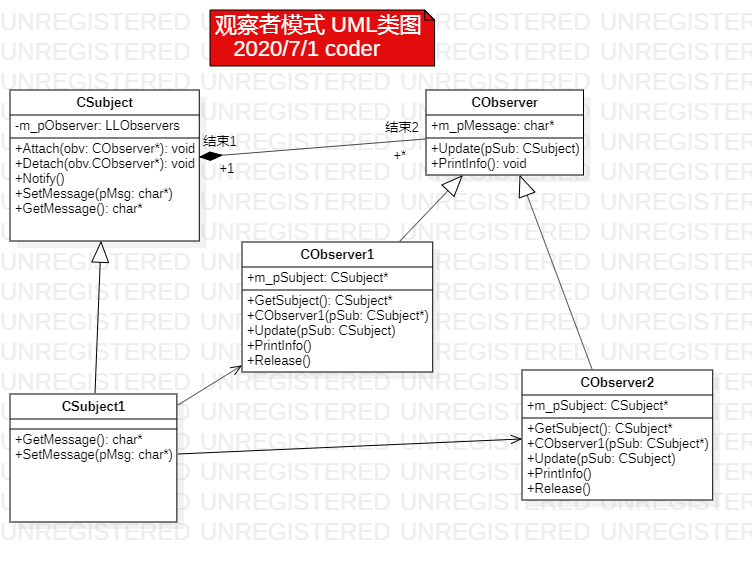 观察者模式 UML类图
2020/7/1 coder
CSubject
-m_pObserver: LLObservers
+Attach(obv: CObserver*): void
+Detach(obv.CObserver*): void
+Notify()
+SetMessage(pMsg: char*)
+GetMessage(): char*
结束1
+1
结束2
+*
CObserver
+m_pMessage: char*
+Update(pSub: CSubject)
+PrintInfo(): void
CObserver1
+m_pSubject: CSubject*
+GetSubject(): CSubject*
+CObserver1(pSub: CSubject*)
+Update(pSub: CSubject)
+PrintInfo()
+Release()
CSubject1
+GetMessage(): char*
+SetMessage(pMsg: char*)
CObserver2
+m_pSubject: CSubject*
+GetSubject(): CSubject*
+CObserver1(pSub: CSubject*)
+Update(pSub: CSubject)
+PrintInfo()
+Release()
UNREGISTERED